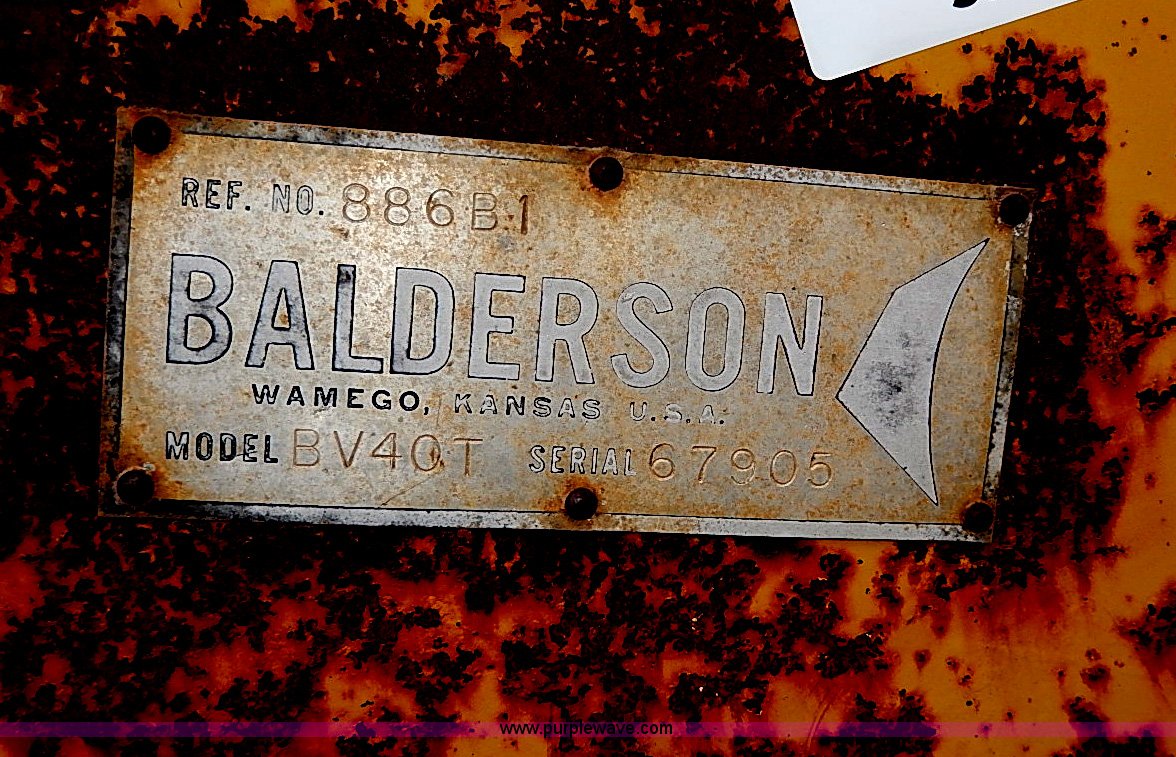 REF. NO. 886B1
BALDERSON
WAMEGO, KANSAS U.S.A.
MODEL BV40T SERIAL 67905
www.purplewave.com